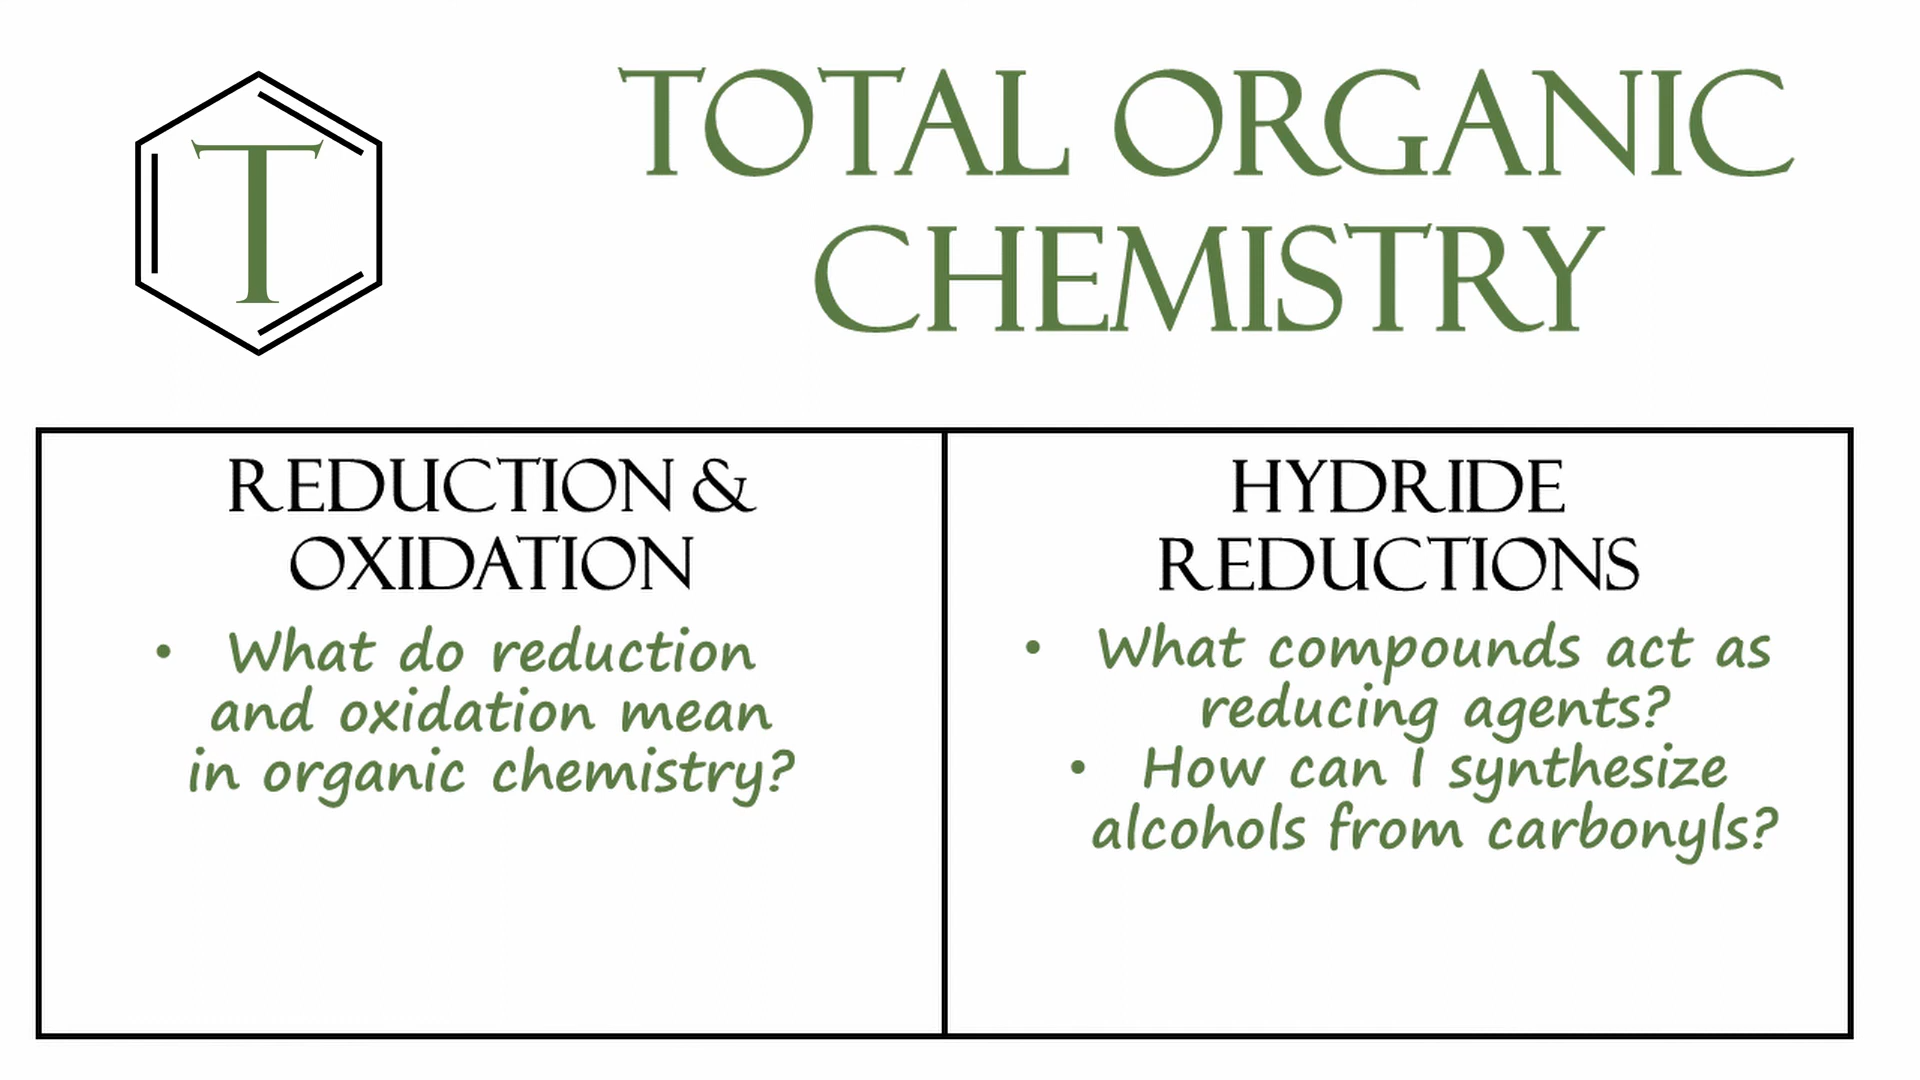 T
TOTAL ORGANIC
CHEMISTRY
REDUCTION &
OXIDATION
• What do reduction
and oxidation mean
in organic chemistry?
HYDRIDE
REDUCTIONS
• What compounds act as
reducing agents?
• How can I synthesize
alcohols from carbonyls?